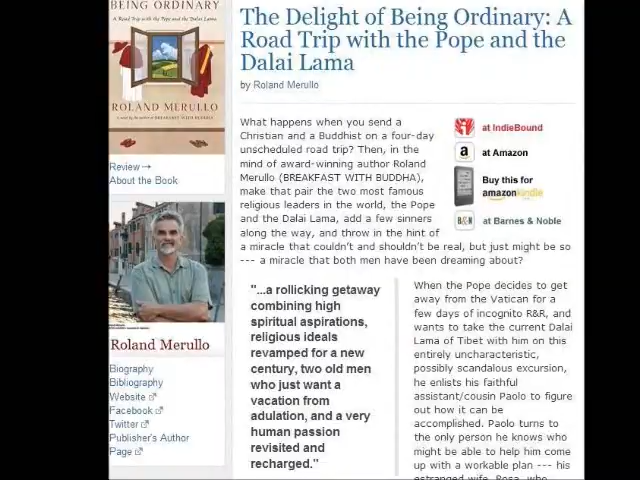 BEING ORDINARY
A Road Trip with the Pope and the Dalai Lama
ROLAND MERULLO
Review →
About the Book
Roland Merullo
Biography
Bibliography
Website
Facebook
Twitter
Publisher's Author
Page
The Delight of Being Ordinary: A
Road Trip with the Pope and the
Dalai Lama
by Roland Merullo
What happens when you send a
Christian and a Buddhist on a four-day
unscheduled road trip? Then, in the
mind of award-winning author Roland
Merullo (BREAKFAST WITH BUDDHA),
make that pair the two most famous
religious leaders in the world, the Pope
and the Dalai Lama, add a few sinners
along the way, and throw in the hint of
a miracle that couldn't and shouldn't be real, but just might be so
--- a miracle that both men have been dreaming about?
at IndieBound
a at Amazon
Buy this for
amazonkindle
B&N at Barnes & Noble
"...a rollicking getaway
combining high
spiritual aspirations,
religious ideals
revamped for a new
century, two old men
who just want a
vacation from
adulation, and a very
human passion
revisited and
recharged."
When the Pope decides to get
away from the Vatican for a
few days of incognito R&R, and
wants to take the current Dalai
Lama of Tibet with him on this
entirely uncharacteristic,
possibly scandalous excursion,
he enlists his faithful
assistant/cousin Paolo to figure
out how it can be
accomplished. Paolo turns to
the only person he knows who
might be able to help him come
up with a workable plan --- his
estranged wife, Rosa, who